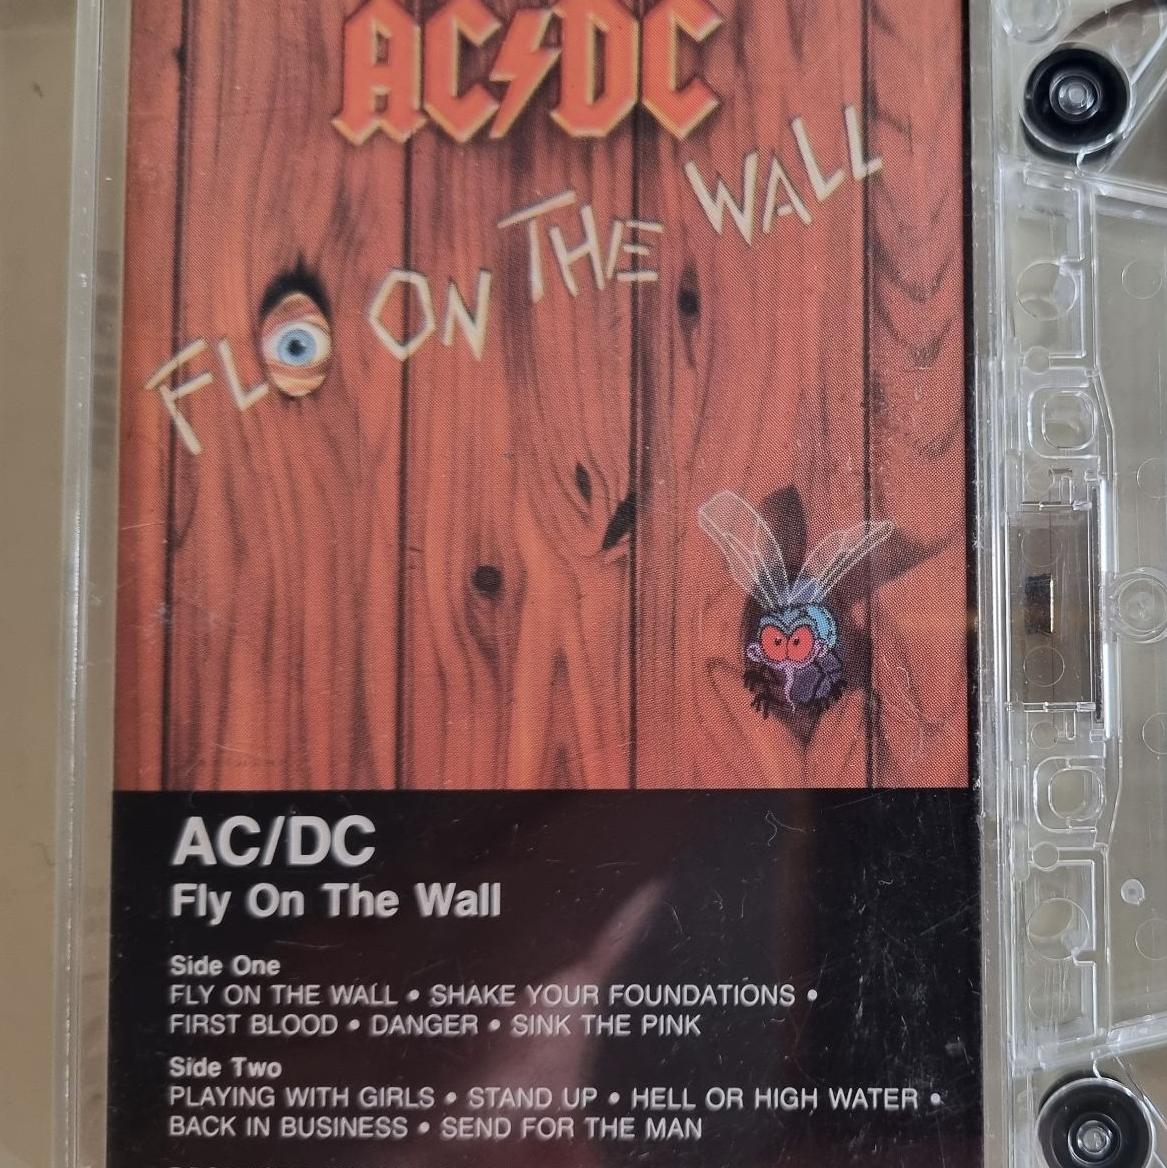 AC/DC
FLY ON THE WALL
AC/DC
Fly On The Wall
Side One
FLY ON THE WALL • SHAKE YOUR FOUNDATIONS •
FIRST BLOOD • DANGER • SINK THE PINK
Side Two
PLAYING WITH GIRLS • STAND UP • HELL OR HIGH WATER •
BACK IN BUSINESS • SEND FOR THE MAN